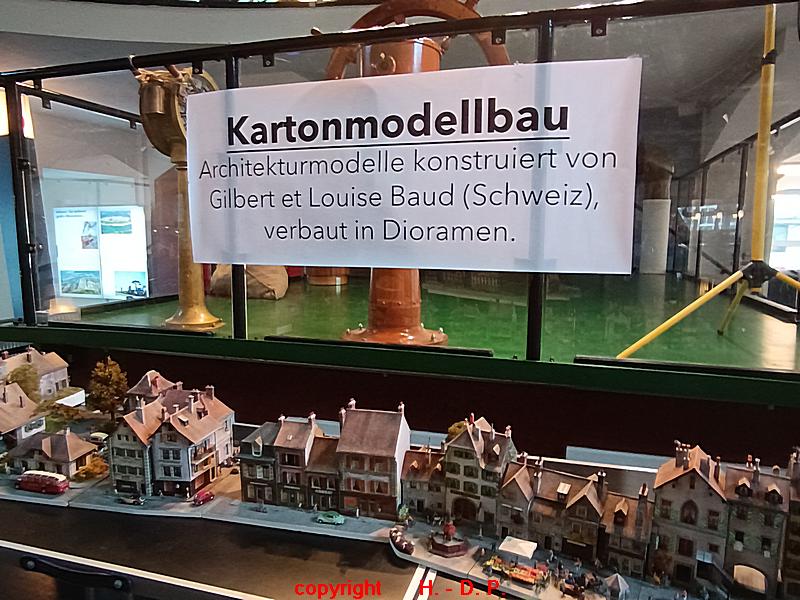 Kartonmodellbau
Architekturmodelle konstruiert von
Gilbert et Louise Baud (Schweiz),
verbaut in Dioramen.
copyright H. - D. P.